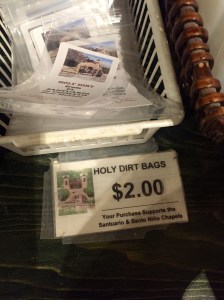 HOLY DIRT BAGS
$2.00
Your Purchase Supports the
Santuario & Santo Niño Chapels